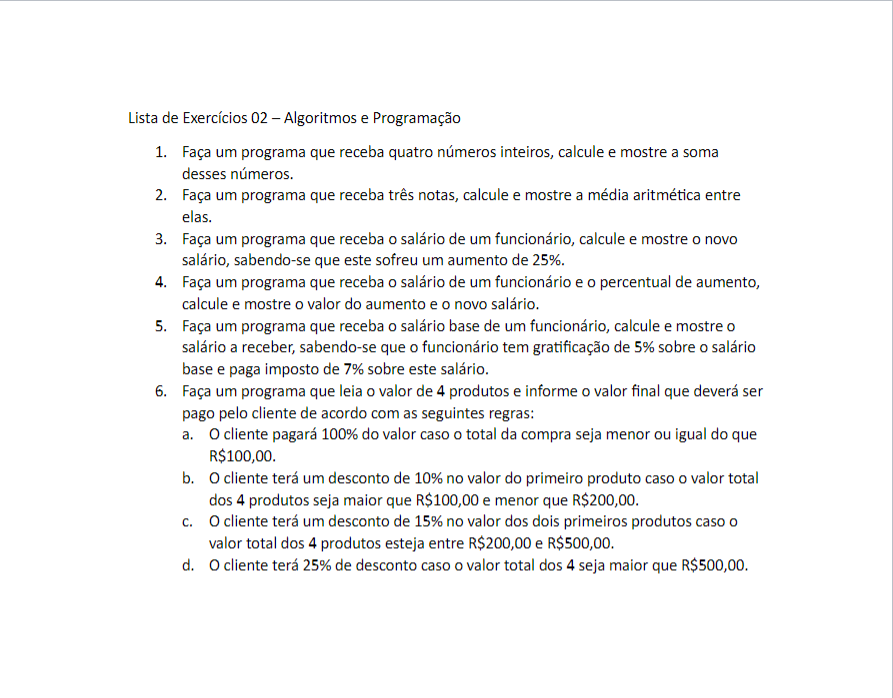 Lista de Exercícios 02 – Algoritmos e Programação
1. Faça um programa que receba quatro números inteiros, calcule e mostre a soma
desses números.
2. Faça um programa que receba três notas, calcule e mostre a média aritmética entre
elas.
3. Faça um programa que receba o salário de um funcionário, calcule e mostre o novo
salário, sabendo-se que este sofreu um aumento de 25%.
4. Faça um programa que receba o salário de um funcionário e o percentual de aumento,
calcule e mostre o valor do aumento e o novo salário.
5. Faça um programa que receba o salário base de um funcionário, calcule e mostre o
salário a receber, sabendo-se que o funcionário tem gratificação de 5% sobre o salário
base e paga imposto de 7% sobre este salário.
6. Faça um programa que leia o valor de 4 produtos e informe o valor final que deverá ser
pago pelo cliente de acordo com as seguintes regras:
a. O cliente pagará 100% do valor caso o total da compra seja menor ou igual do que
R$100,00.
b. O cliente terá um desconto de 10% no valor do primeiro produto caso o valor total
dos 4 produtos seja maior que R$100,00 e menor que R$200,00.
c. O cliente terá um desconto de 15% no valor dos dois primeiros produtos caso o
valor total dos 4 produtos esteja entre R$200,00 e R$500,00.
d. O cliente terá 25% de desconto caso o valor total dos 4 seja maior que R$500,00.